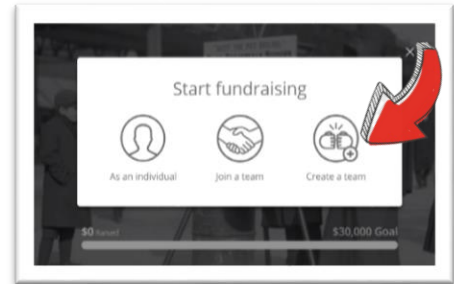 Start fundraising
As an individual
Join a team
Create a team
$0 Raised
$30,000 Goal